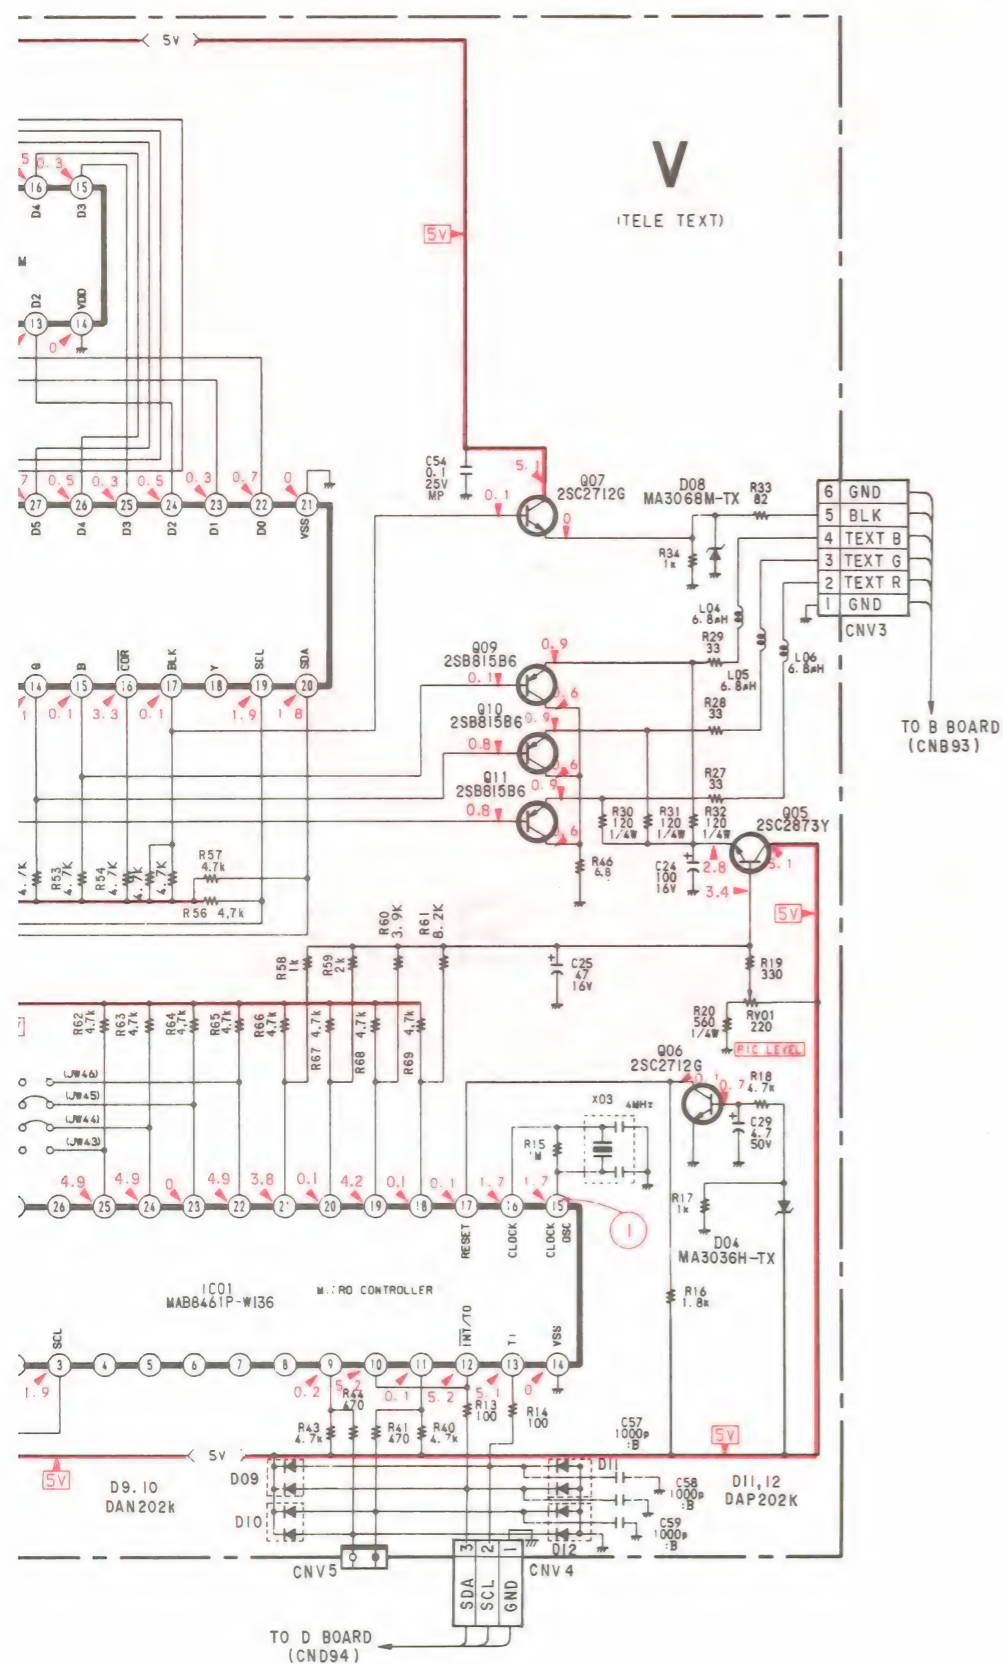 5V
V
(TELE TEXT)
5 0.3
16 15
D4 D3
5V
M
D2 VDD
13 14
0
C54
0.1
25V
MP
5.1
Q07
2SC2712G
D08
MA3068M-TX
R33
82
0.1
0
R34
1k
6 GND
5 BLK
4 TEXT B
3 TEXT G
2 TEXT R
1 GND
CNV3
7 0.5 0.3 0.4 0.3 0.7 0
27 26 25 24 23 22 21
D5 D4 D3 D2 D1 D0 VSS
L04
6.8μH
L05
6.8μH
L06
6.8μH
TO B BOARD
(CNB93)
B COR BLK Y SCL SDA
14 15 16 17 18 19 20
1 0.1 3.3 0.1 1.9 1.8
Q09
2SB815B6
0.9
0.1
0.6
Q10
2SB815B6
0.9
0.8
0.6
Q11
2SB815B6
0.9
0.8
0.6
R29
33
R28
33
R27
33
R30
120
1/4W
R31
120
1/4W
R32
120
1/4W
Q05
2SC2873Y
2.8
5.1
3.4
C24
100
16V
R46
6.8
5V
4.7K
R53
4.7K
R54
4.7K
4.7K
R57
4.7k
R56 4.7k
R58
1k
R59
2k
R60
3.9K
R61
8.2K
C25
47
16V
R19
330
R20
560
1/4W
RV01
220
PIC LEVEL
R62
4.7k
R63
4.7k
R64
4.7k
R65
4.7k
R66
4.7k
R67
4.7k
R68
4.7k
R69
4.7k
(JW46)
(JW45)
(JW44)
(JW43)
Q06
2SC2712G
0.1
0.7
R18
4.7k
C29
4.7
50V
X03
4MHz
R15
1M
4.9 4.9 0 4.9 3.8 0.1 4.2 0.1 0.1 1.7 1.7
26 25 24 23 22 21 20 19 18 17 16 15
RESET CLOCK CLOCK OSC
1
R17
1k
D04
MA3036H-TX
R16
1.8k
IC01
MAB8461P-W136
CONTROLLER
SCL INT/T0 T1 VSS
3 4 5 6 7 8 9 10 11 12 13 14
1.9 0.2 5.2 0.1 5.2 5.1 0
R44
470
R43
4.7k
R41
470
R40
4.7k
R13
100
R14
100
5V
5V
5V
D9.10
DAN202k
D09
D10
D11
D12
C57
1000p
:B
C58
1000p
:B
C59
1000p
:B
D11,12
DAP202K
CNV5
3 2 1
SDA SCL GND
CNV4
TO D BOARD
(CND94)